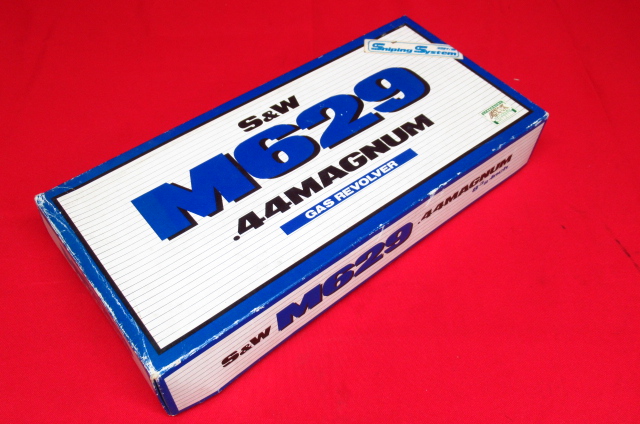 Sniping System
S&W
M629
.44MAGNUM
GAS REVOLVER
S&W M629 .44MAGNUM